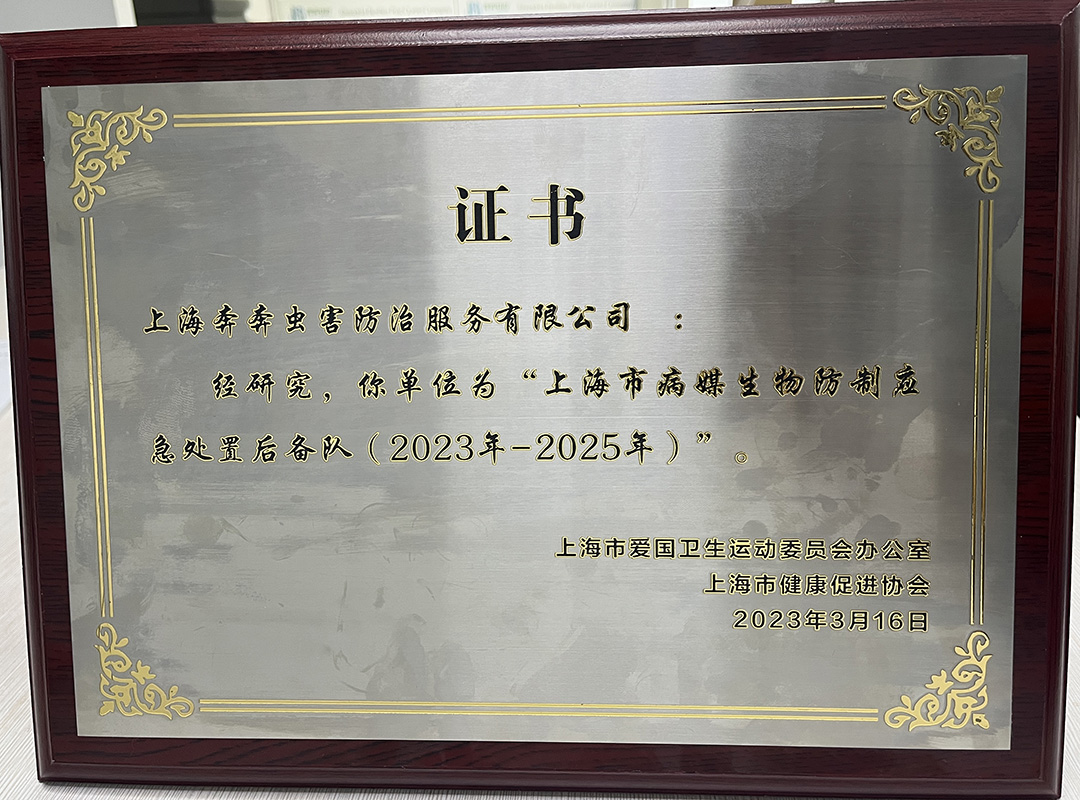 证书
上海奔奔虫害防治服务有限公司 :
经研究，你单位为“上海市病媒生物防制应
急处置后备队（2023年-2025年）”。
上海市爱国卫生运动委员会办公室
上海市健康促进协会
2023年3月16日